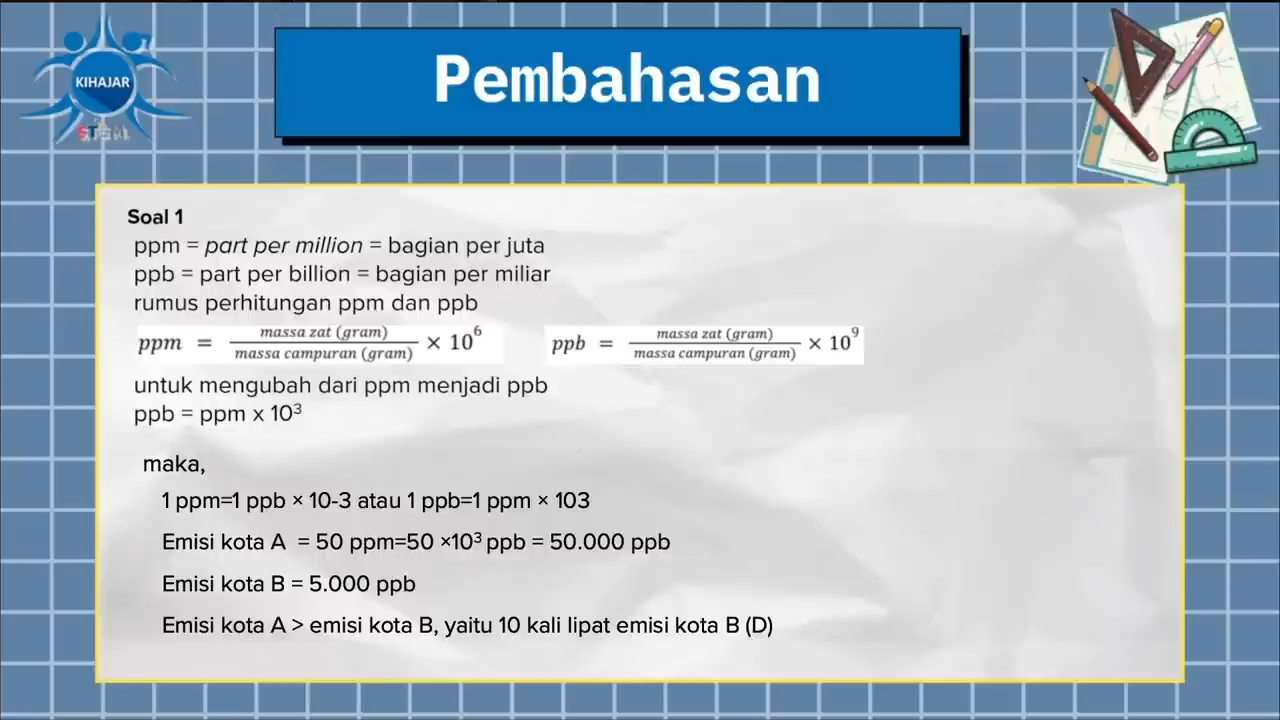 KIHAJAR
STEM
Pembahasan
Soal 1
ppm = part per million = bagian per juta
ppb = part per billion = bagian per miliar
rumus perhitungan ppm dan ppb
ppm = massa zat (gram) / massa campuran (gram) × 10⁶ ppb = massa zat (gram) / massa campuran (gram) × 10⁹
untuk mengubah dari ppm menjadi ppb
ppb = ppm x 10³
maka,
1 ppm=1 ppb × 10-3 atau 1 ppb=1 ppm × 103
Emisi kota A = 50 ppm=50 ×10³ ppb = 50.000 ppb
Emisi kota B = 5.000 ppb
Emisi kota A > emisi kota B, yaitu 10 kali lipat emisi kota B (D)